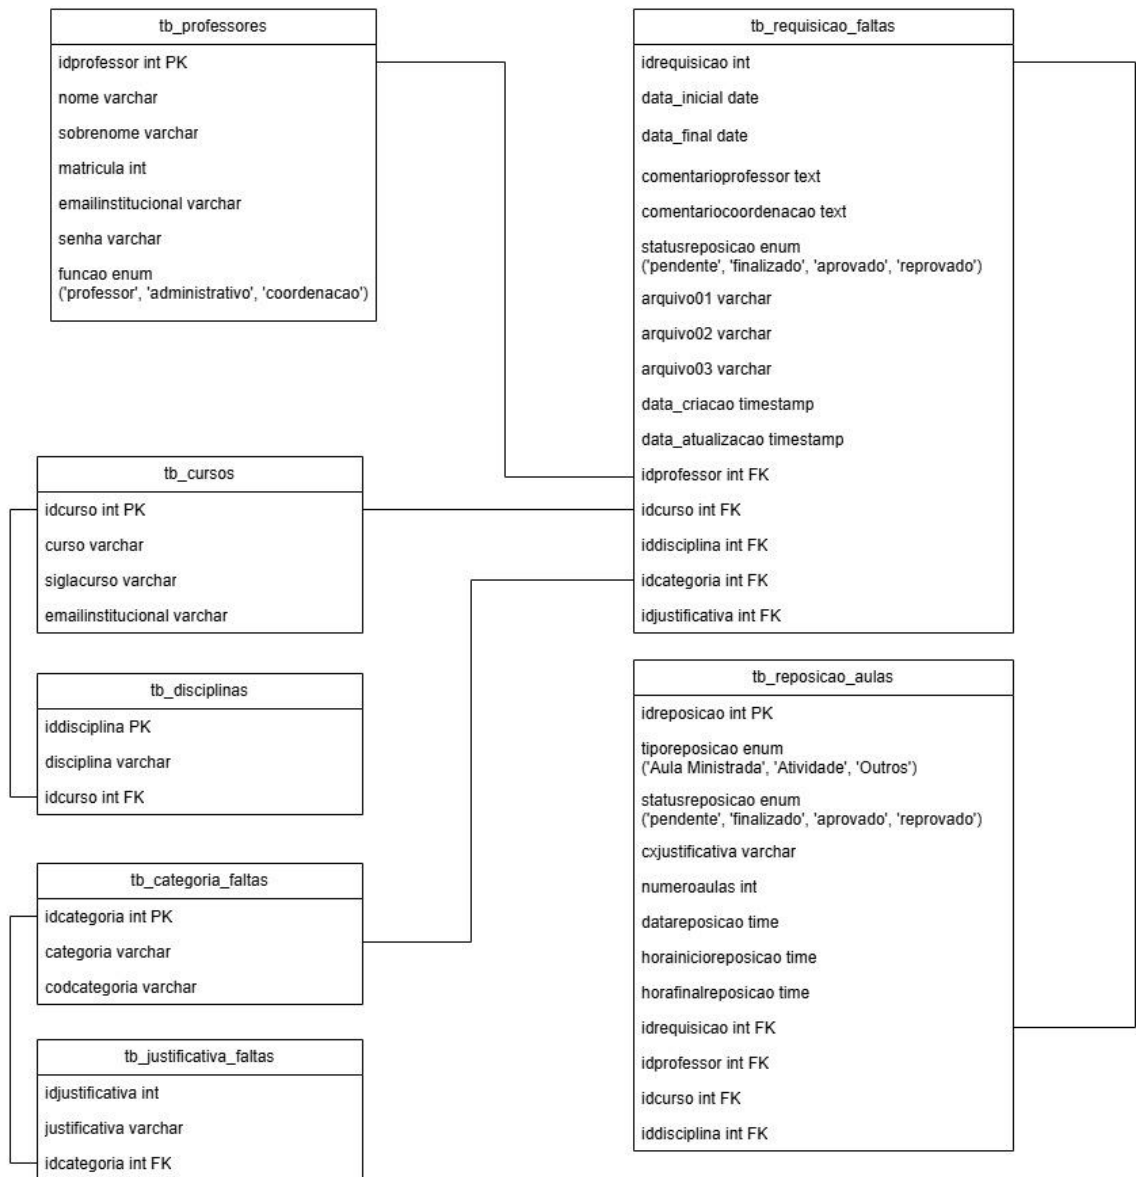 tb_professores
idprofessor int PK
nome varchar
sobrenome varchar
matricula int
emailinstitucional varchar
senha varchar
funcao enum
('professor', 'administrativo', 'coordenacao')
tb_cursos
idcurso int PK
curso varchar
siglacurso varchar
emailinstitucional varchar
tb_disciplinas
iddisciplina PK
disciplina varchar
idcurso int FK
tb_categoria_faltas
idcategoria int PK
categoria varchar
codcategoria varchar
tb_justificativa_faltas
idjustificativa int
justificativa varchar
idcategoria int FK
tb_requisicao_faltas
idrequisicao int
data_inicial date
data_final date
comentarioprofessor text
comentariocoordenacao text
statusreposicao enum
('pendente', 'finalizado', 'aprovado', 'reprovado')
arquivo01 varchar
arquivo02 varchar
arquivo03 varchar
data_criacao timestamp
data_atualizacao timestamp
idprofessor int FK
idcurso int FK
iddisciplina int FK
idcategoria int FK
idjustificativa int FK
tb_reposicao_aulas
idreposicao int PK
tiporeposicao enum
('Aula Ministrada', 'Atividade', 'Outros')
statusreposicao enum
('pendente', 'finalizado', 'aprovado', 'reprovado')
cxjustificativa varchar
numeroaulas int
datareposicao time
horainicioreposicao time
horafinalreposicao time
idrequisicao int FK
idprofessor int FK
idcurso int FK
iddisciplina int FK